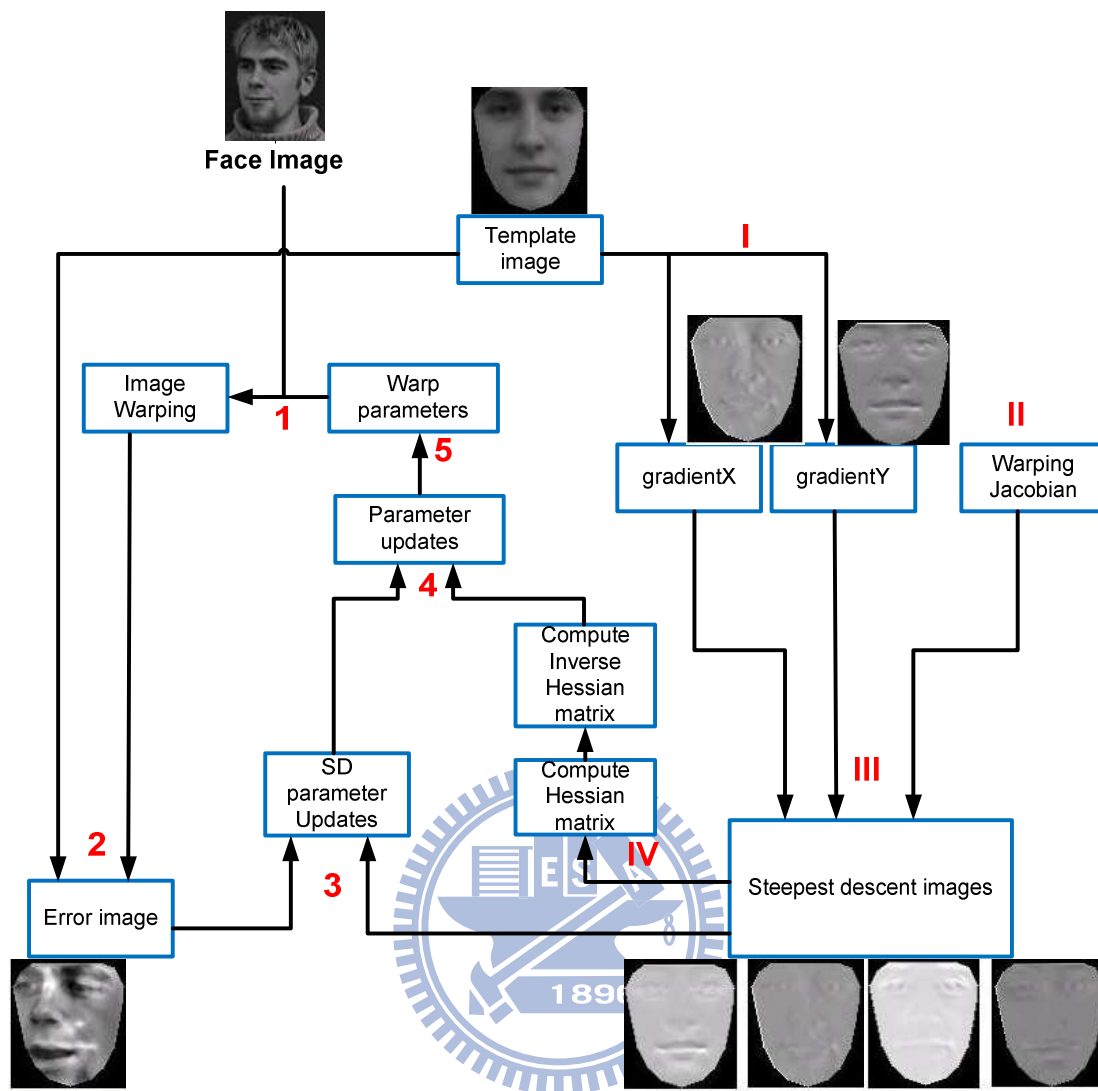 Face Image
Template
image
I
Image
Warping
1
Warp
parameters
5
II
gradientX
gradientY
Warping
Jacobian
Parameter
updates
4
Compute
Inverse
Hessian
matrix
SD
parameter
Updates
Compute
Hessian
matrix
III
2
IV
3
E S A
Error image
Steepest descent images
1896